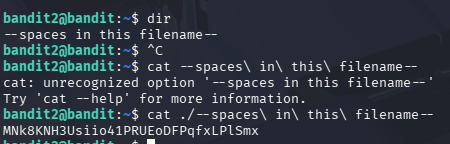 bandit2@bandit:~$ dir
--spaces in this filename--
bandit2@bandit:~$ ^C
bandit2@bandit:~$ cat --spaces\ in\ this\ filename--
cat: unrecognized option '--spaces in this filename--'
Try 'cat --help' for more information.
bandit2@bandit:~$ cat ./--spaces\ in\ this\ filename--
MNk8KNH3Usiio41PRUEoDFPqfxLPlSmx
bandit2@bandit:~$